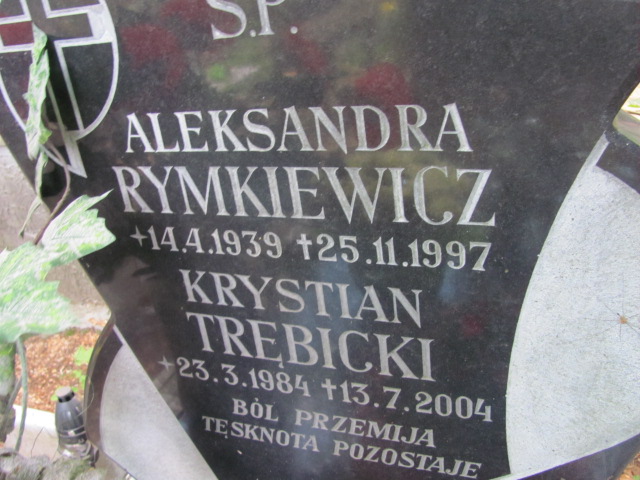 Ś.P.
ALEKSANDRA
RYMKIEWICZ
+14.4.1939 ✝25.11.1997
KRYSTIAN
TRĘBICKI
+23.3.1984 ✝13.7.2004
BÒL PRZEMIJA
TĘSKNOTA POZOSTAJE